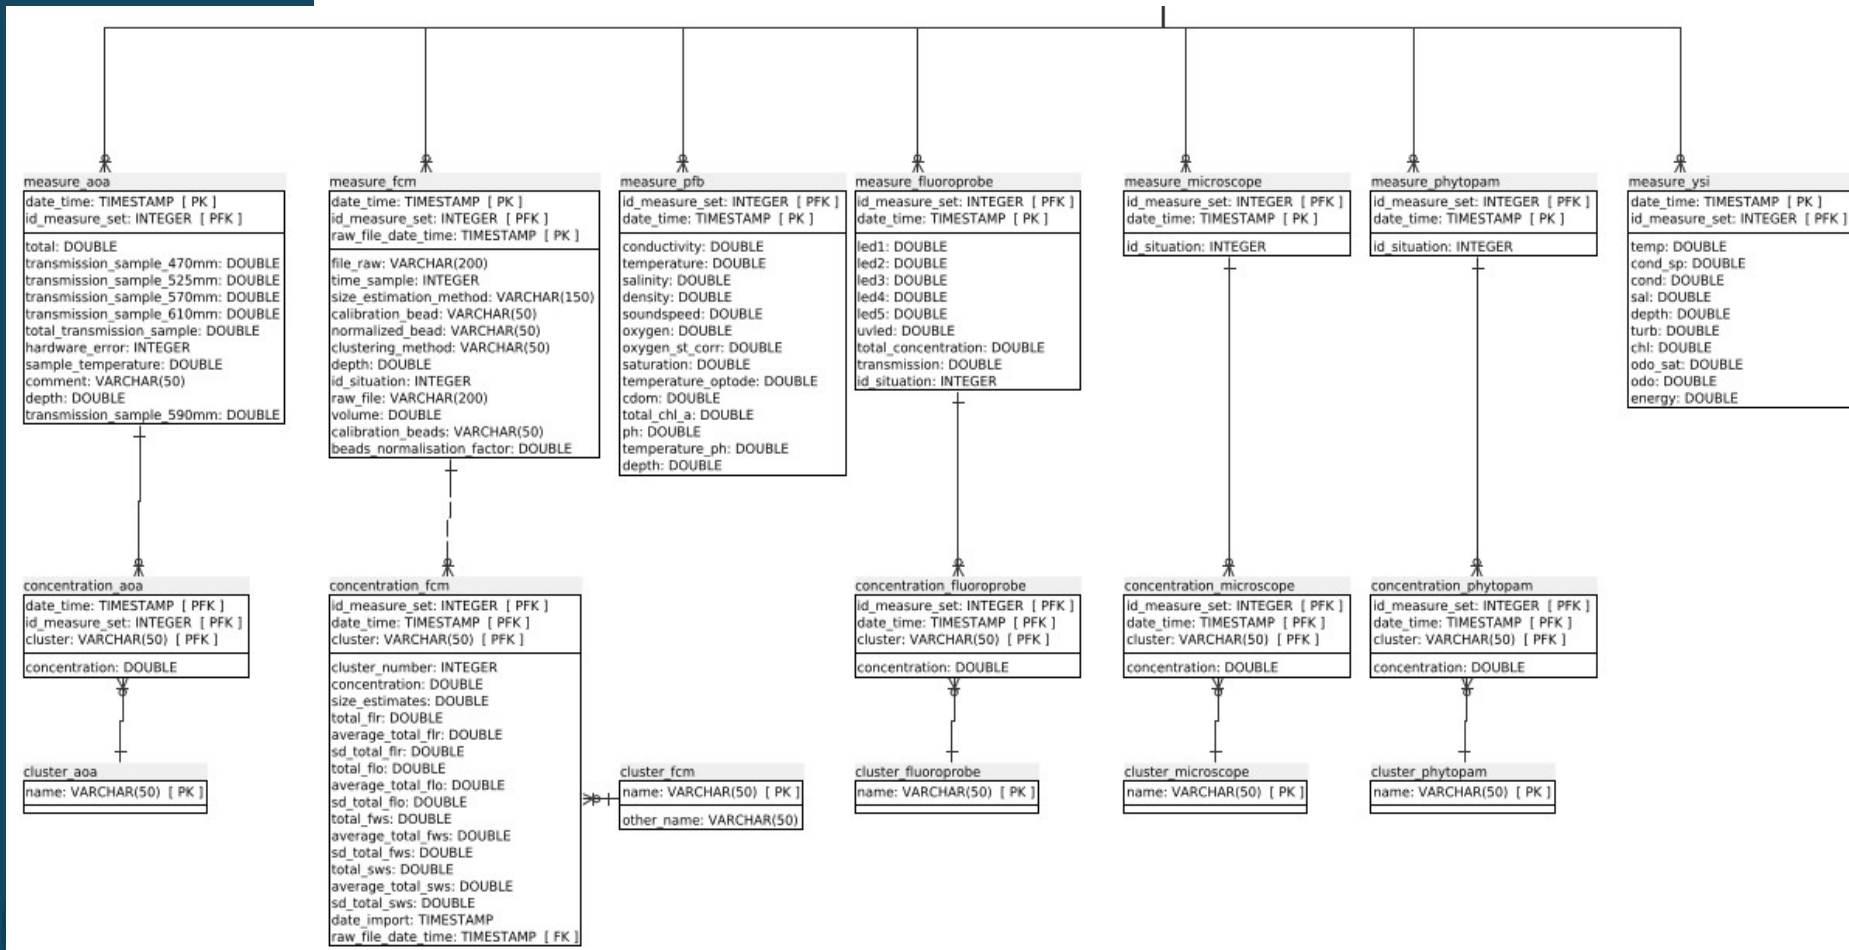 measure_aoa
date_time: TIMESTAMP [ PK ]
id_measure_set: INTEGER [ PFK ]
total: DOUBLE
transmission_sample_470mm: DOUBLE
transmission_sample_525mm: DOUBLE
transmission_sample_570mm: DOUBLE
transmission_sample_610mm: DOUBLE
total_transmission_sample: DOUBLE
hardware_error: INTEGER
sample_temperature: DOUBLE
comment: VARCHAR(50)
depth: DOUBLE
transmission_sample_590mm: DOUBLE
measure_fcm
date_time: TIMESTAMP [ PK ]
id_measure_set: INTEGER [ PFK ]
raw_file_date_time: TIMESTAMP [ PK ]
file_raw: VARCHAR(200)
time_sample: INTEGER
size_estimation_method: VARCHAR(150)
calibration_bead: VARCHAR(50)
normalized_bead: VARCHAR(50)
clustering_method: VARCHAR(50)
depth: DOUBLE
id_situation: INTEGER
raw_file: VARCHAR(200)
volume: DOUBLE
calibration_beads: VARCHAR(50)
beads_normalisation_factor: DOUBLE
measure_pfb
id_measure_set: INTEGER [ PFK ]
date_time: TIMESTAMP [ PK ]
conductivity: DOUBLE
temperature: DOUBLE
salinity: DOUBLE
density: DOUBLE
soundspeed: DOUBLE
oxygen: DOUBLE
oxygen_st_corr: DOUBLE
saturation: DOUBLE
temperature_optode: DOUBLE
cdom: DOUBLE
total_chl_a: DOUBLE
ph: DOUBLE
temperature_ph: DOUBLE
depth: DOUBLE
measure_fluoroprobe
id_measure_set: INTEGER [ PFK ]
date_time: TIMESTAMP [ PK ]
led1: DOUBLE
led2: DOUBLE
led3: DOUBLE
led4: DOUBLE
led5: DOUBLE
uvled: DOUBLE
total_concentration: DOUBLE
transmission: DOUBLE
id_situation: INTEGER
measure_microscope
id_measure_set: INTEGER [ PFK ]
date_time: TIMESTAMP [ PK ]
id_situation: INTEGER
measure_phytopam
id_measure_set: INTEGER [ PFK ]
date_time: TIMESTAMP [ PK ]
id_situation: INTEGER
measure_ysi
date_time: TIMESTAMP [ PK ]
id_measure_set: INTEGER [ PFK ]
temp: DOUBLE
cond_sp: DOUBLE
cond: DOUBLE
sal: DOUBLE
depth: DOUBLE
turb: DOUBLE
chl: DOUBLE
odo_sat: DOUBLE
odo: DOUBLE
energy: DOUBLE
concentration_aoa
date_time: TIMESTAMP [ PFK ]
id_measure_set: INTEGER [ PFK ]
cluster: VARCHAR(50) [ PFK ]
concentration: DOUBLE
concentration_fcm
id_measure_set: INTEGER [ PFK ]
date_time: TIMESTAMP [ PFK ]
cluster: VARCHAR(50) [ PFK ]
cluster_number: INTEGER
concentration: DOUBLE
size_estimates: DOUBLE
total_flr: DOUBLE
average_total_flr: DOUBLE
sd_total_flr: DOUBLE
total_flo: DOUBLE
average_total_flo: DOUBLE
sd_total_flo: DOUBLE
total_fws: DOUBLE
average_total_fws: DOUBLE
sd_total_fws: DOUBLE
total_sws: DOUBLE
average_total_sws: DOUBLE
sd_total_sws: DOUBLE
date_import: TIMESTAMP
raw_file_date_time: TIMESTAMP [ FK ]
concentration_fluoroprobe
id_measure_set: INTEGER [ PFK ]
date_time: TIMESTAMP [ PFK ]
cluster: VARCHAR(50) [ PFK ]
concentration: DOUBLE
concentration_microscope
id_measure_set: INTEGER [ PFK ]
date_time: TIMESTAMP [ PFK ]
cluster: VARCHAR(50) [ PFK ]
concentration: DOUBLE
concentration_phytopam
id_measure_set: INTEGER [ PFK ]
date_time: TIMESTAMP [ PFK ]
cluster: VARCHAR(50) [ PFK ]
concentration: DOUBLE
cluster_aoa
name: VARCHAR(50) [ PK ]
cluster_fcm
name: VARCHAR(50) [ PK ]
other_name: VARCHAR(50)
cluster_fluoroprobe
name: VARCHAR(50) [ PK ]
cluster_microscope
name: VARCHAR(50) [ PK ]
cluster_phytopam
name: VARCHAR(50) [ PK ]